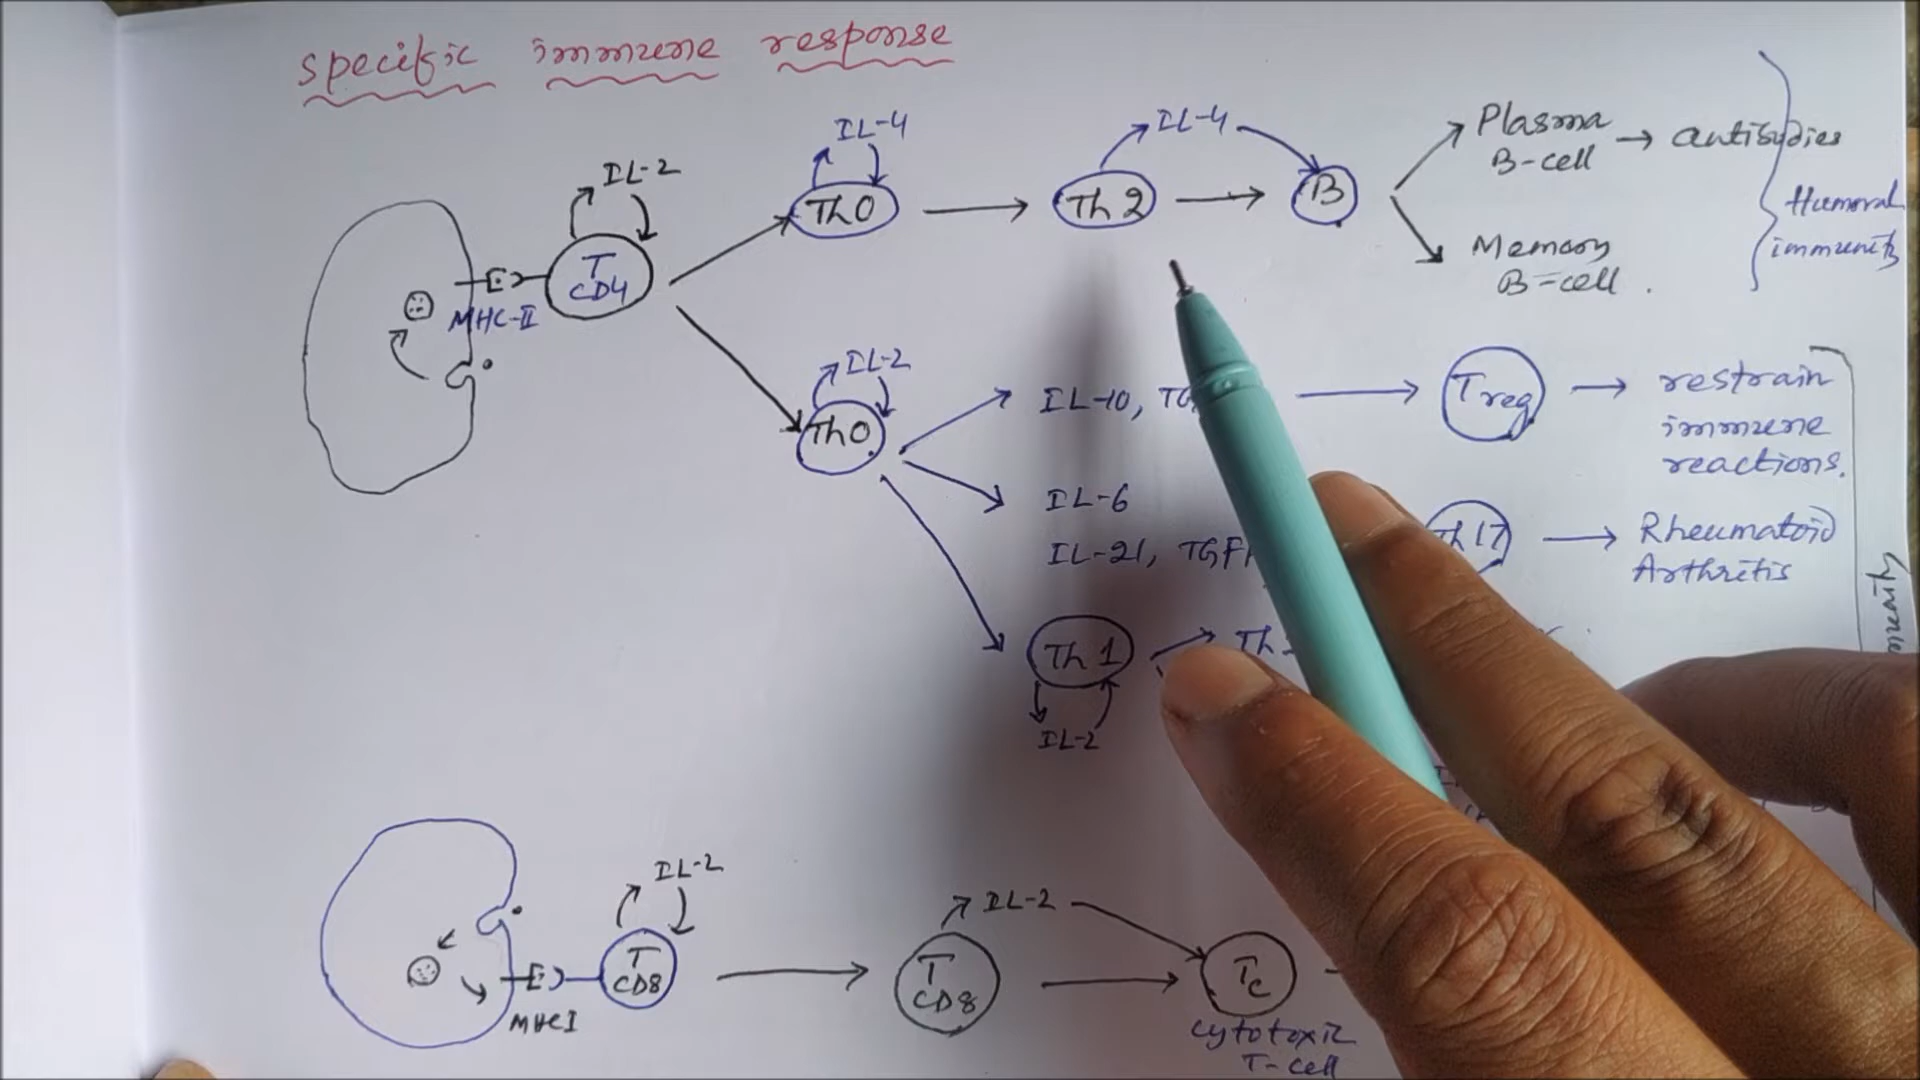 specific immune response
IL-2
T
CD4
MHC-II
IL-4
Th0
Th2
IL-4
B
Plasma
B-cell
antibodies
Memory
B-cell.
Humoral
immunity
IL-2
Th0
IL-10,
Treg
restrain
immune
reactions.
IL-6
IL-21,
Th17
Rheumatoid
Arthritis
Th1
IL-2
IL-2
T
CD8
MHC I
IL-2
T
CD8
Tc
cytotoxic
T-cell